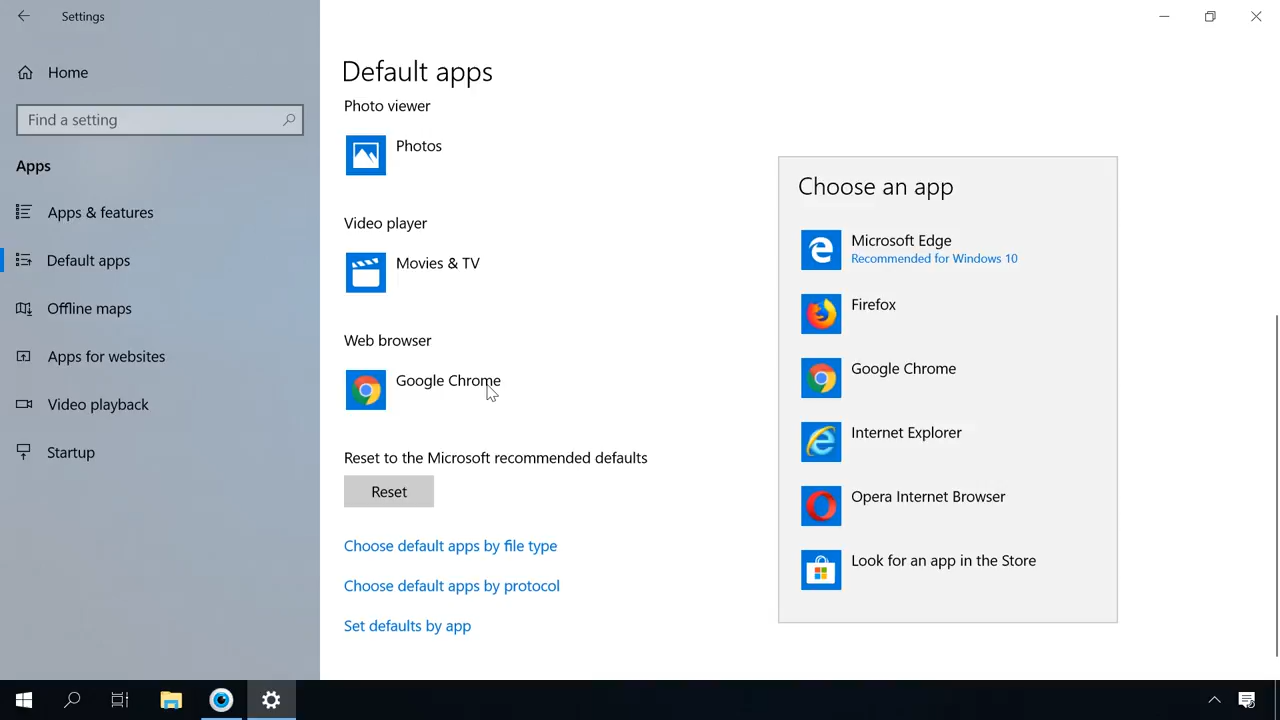 Settings
Home
Find a setting
Apps
Apps & features
Default apps
Offline maps
Apps for websites
Video playback
Startup
Default apps
Photo viewer
Photos
Video player
Movies & TV
Web browser
Google Chrome
Reset to the Microsoft recommended defaults
Reset
Choose default apps by file type
Choose default apps by protocol
Set defaults by app
Choose an app
Microsoft Edge
Recommended for Windows 10
Firefox
Google Chrome
Internet Explorer
Opera Internet Browser
Look for an app in the Store